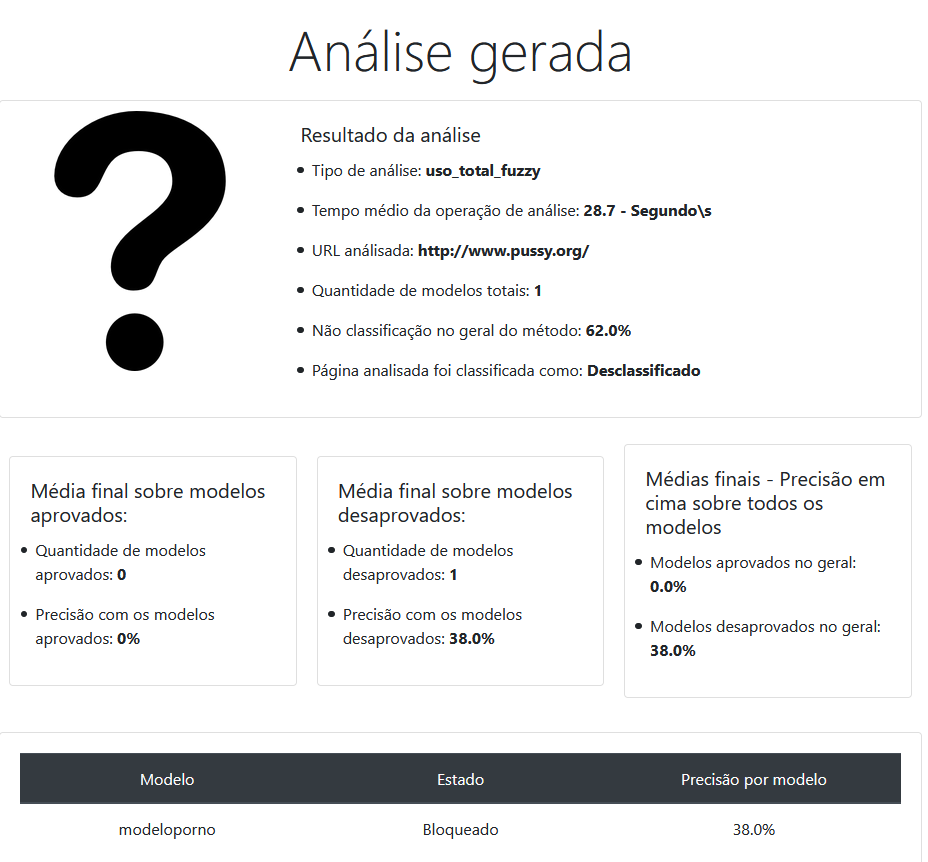 Análise gerada
Resultado da análise
Tipo de análise: uso_total_fuzzy
Tempo médio da operação de análise: 28.7 - Segundo\s
URL análisada: http://www.pussy.org/
Quantidade de modelos totais: 1
Não classificação no geral do método: 62.0%
Página analisada foi classificada como: Desclassificado
Média final sobre modelos
aprovados:
Quantidade de modelos
aprovados: 0
Precisão com os modelos
aprovados: 0%
Média final sobre modelos
desaprovados:
Quantidade de modelos
desaprovados: 1
Precisão com os modelos
desaprovados: 38.0%
Médias finais - Precisão em
cima sobre todos os
modelos
Modelos aprovados no geral:
0.0%
Modelos desaprovados no geral:
38.0%
Modelo Estado Precisão por modelo
modeloporno Bloqueado 38.0%